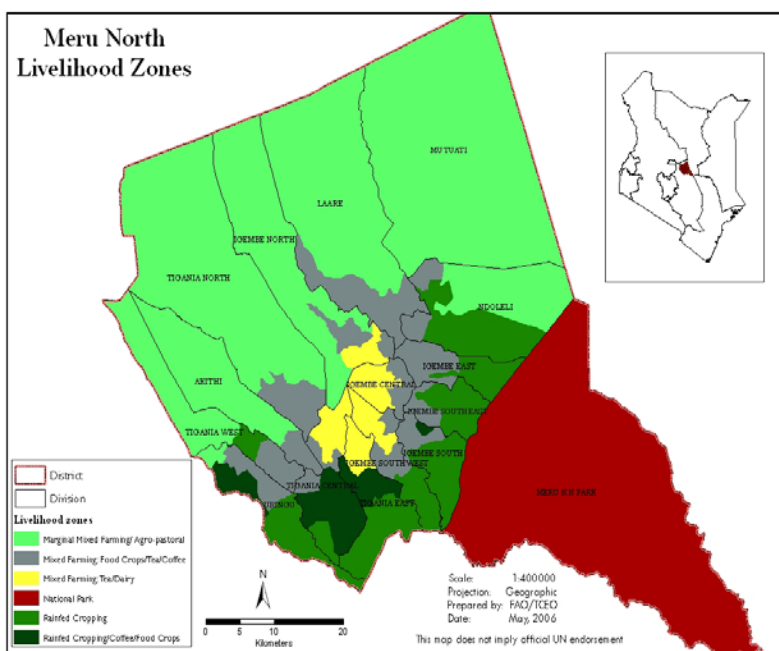 Meru North
Livelihood Zones
MUTUATI
LAARE
IGEMBE NORTH
TIGANIA NORTH
NDOLELI
IGEMBE EAST
ARITHI
IGEMBE CENTRAL
IGEMBE SOUTHEAST
TIGANIA WEST
IGEMBE SOUTH
IGEMBE SOUTHWEST
TIGANIA CENTRAL
TIGANIA EAST
URINGU
MERU N.N PARK
District
Division
Livelihood zones
Marginal Mixed Farming/ Agro-pastoral
Mixed Farming, Food Crops/Tea/Coffee
Mixed Farming, Tea/Dairy
National Park
Rainfed Cropping
Rainfed Cropping/Coffee/Food Crops
N
10 5 0 10 20
Kilometers
Scale: 1:400000
Projection: Geographic
Prepared by: FAO/TCEO
Date: May, 2006
This map does not imply official UN endorsement